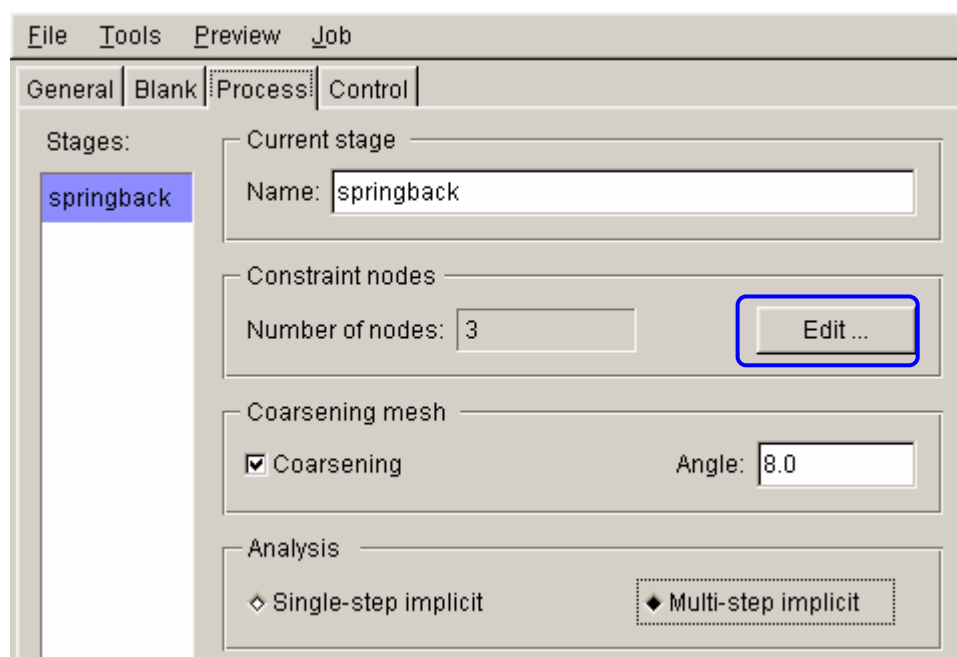 File Tools Preview Job
General Blank Process Control
Stages:
springback
Current stage
Name: springback
Constraint nodes
Number of nodes: 3 Edit ...
Coarsening mesh
Coarsening Angle: 8.0
Analysis
Single-step implicit Multi-step implicit